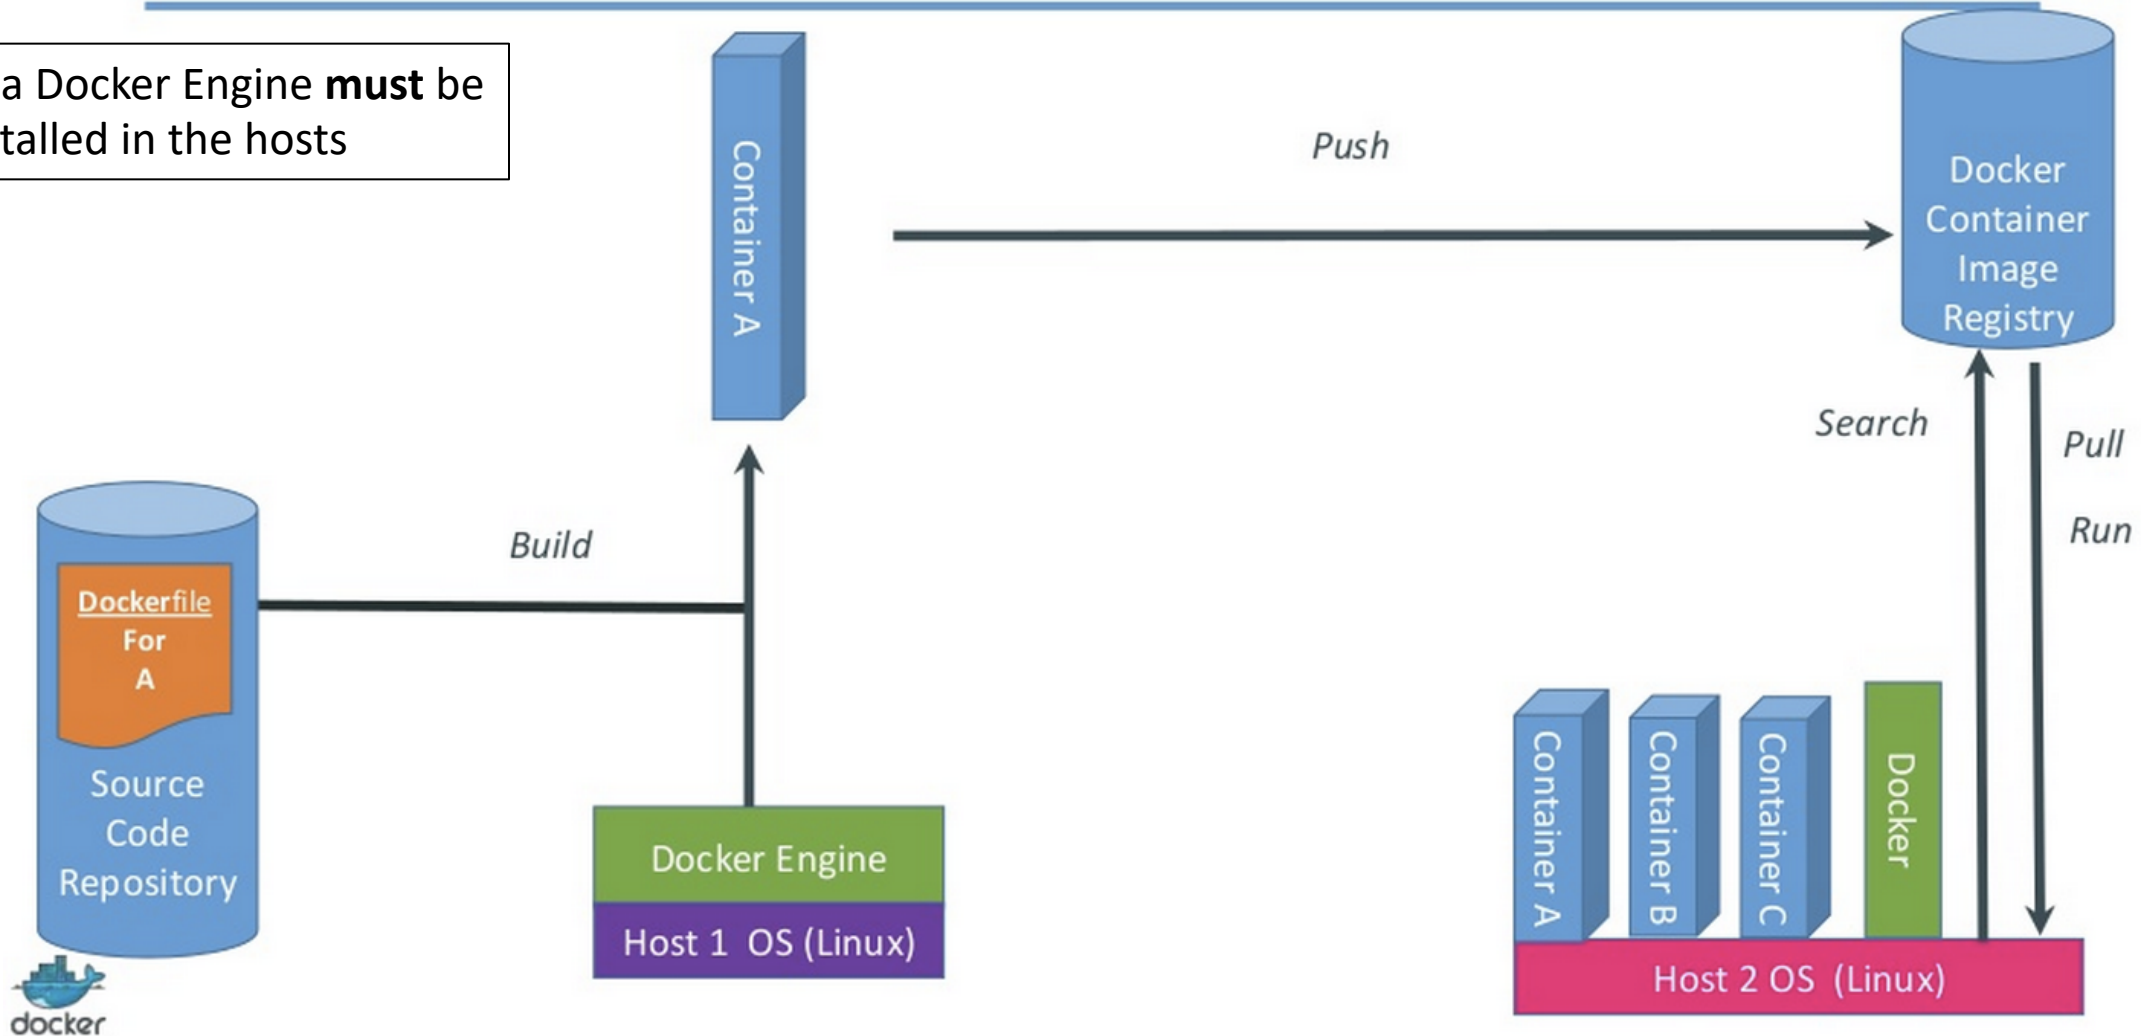 a Docker Engine must be
talled in the hosts
Container A
Push
Docker
Container
Image
Registry
Search
Pull
Run
Build
Dockerfile
For
A
Source
Code
Repository
Docker Engine
Host 1 OS (Linux)
Container A
Container B
Container C
Docker
Host 2 OS (Linux)
docker